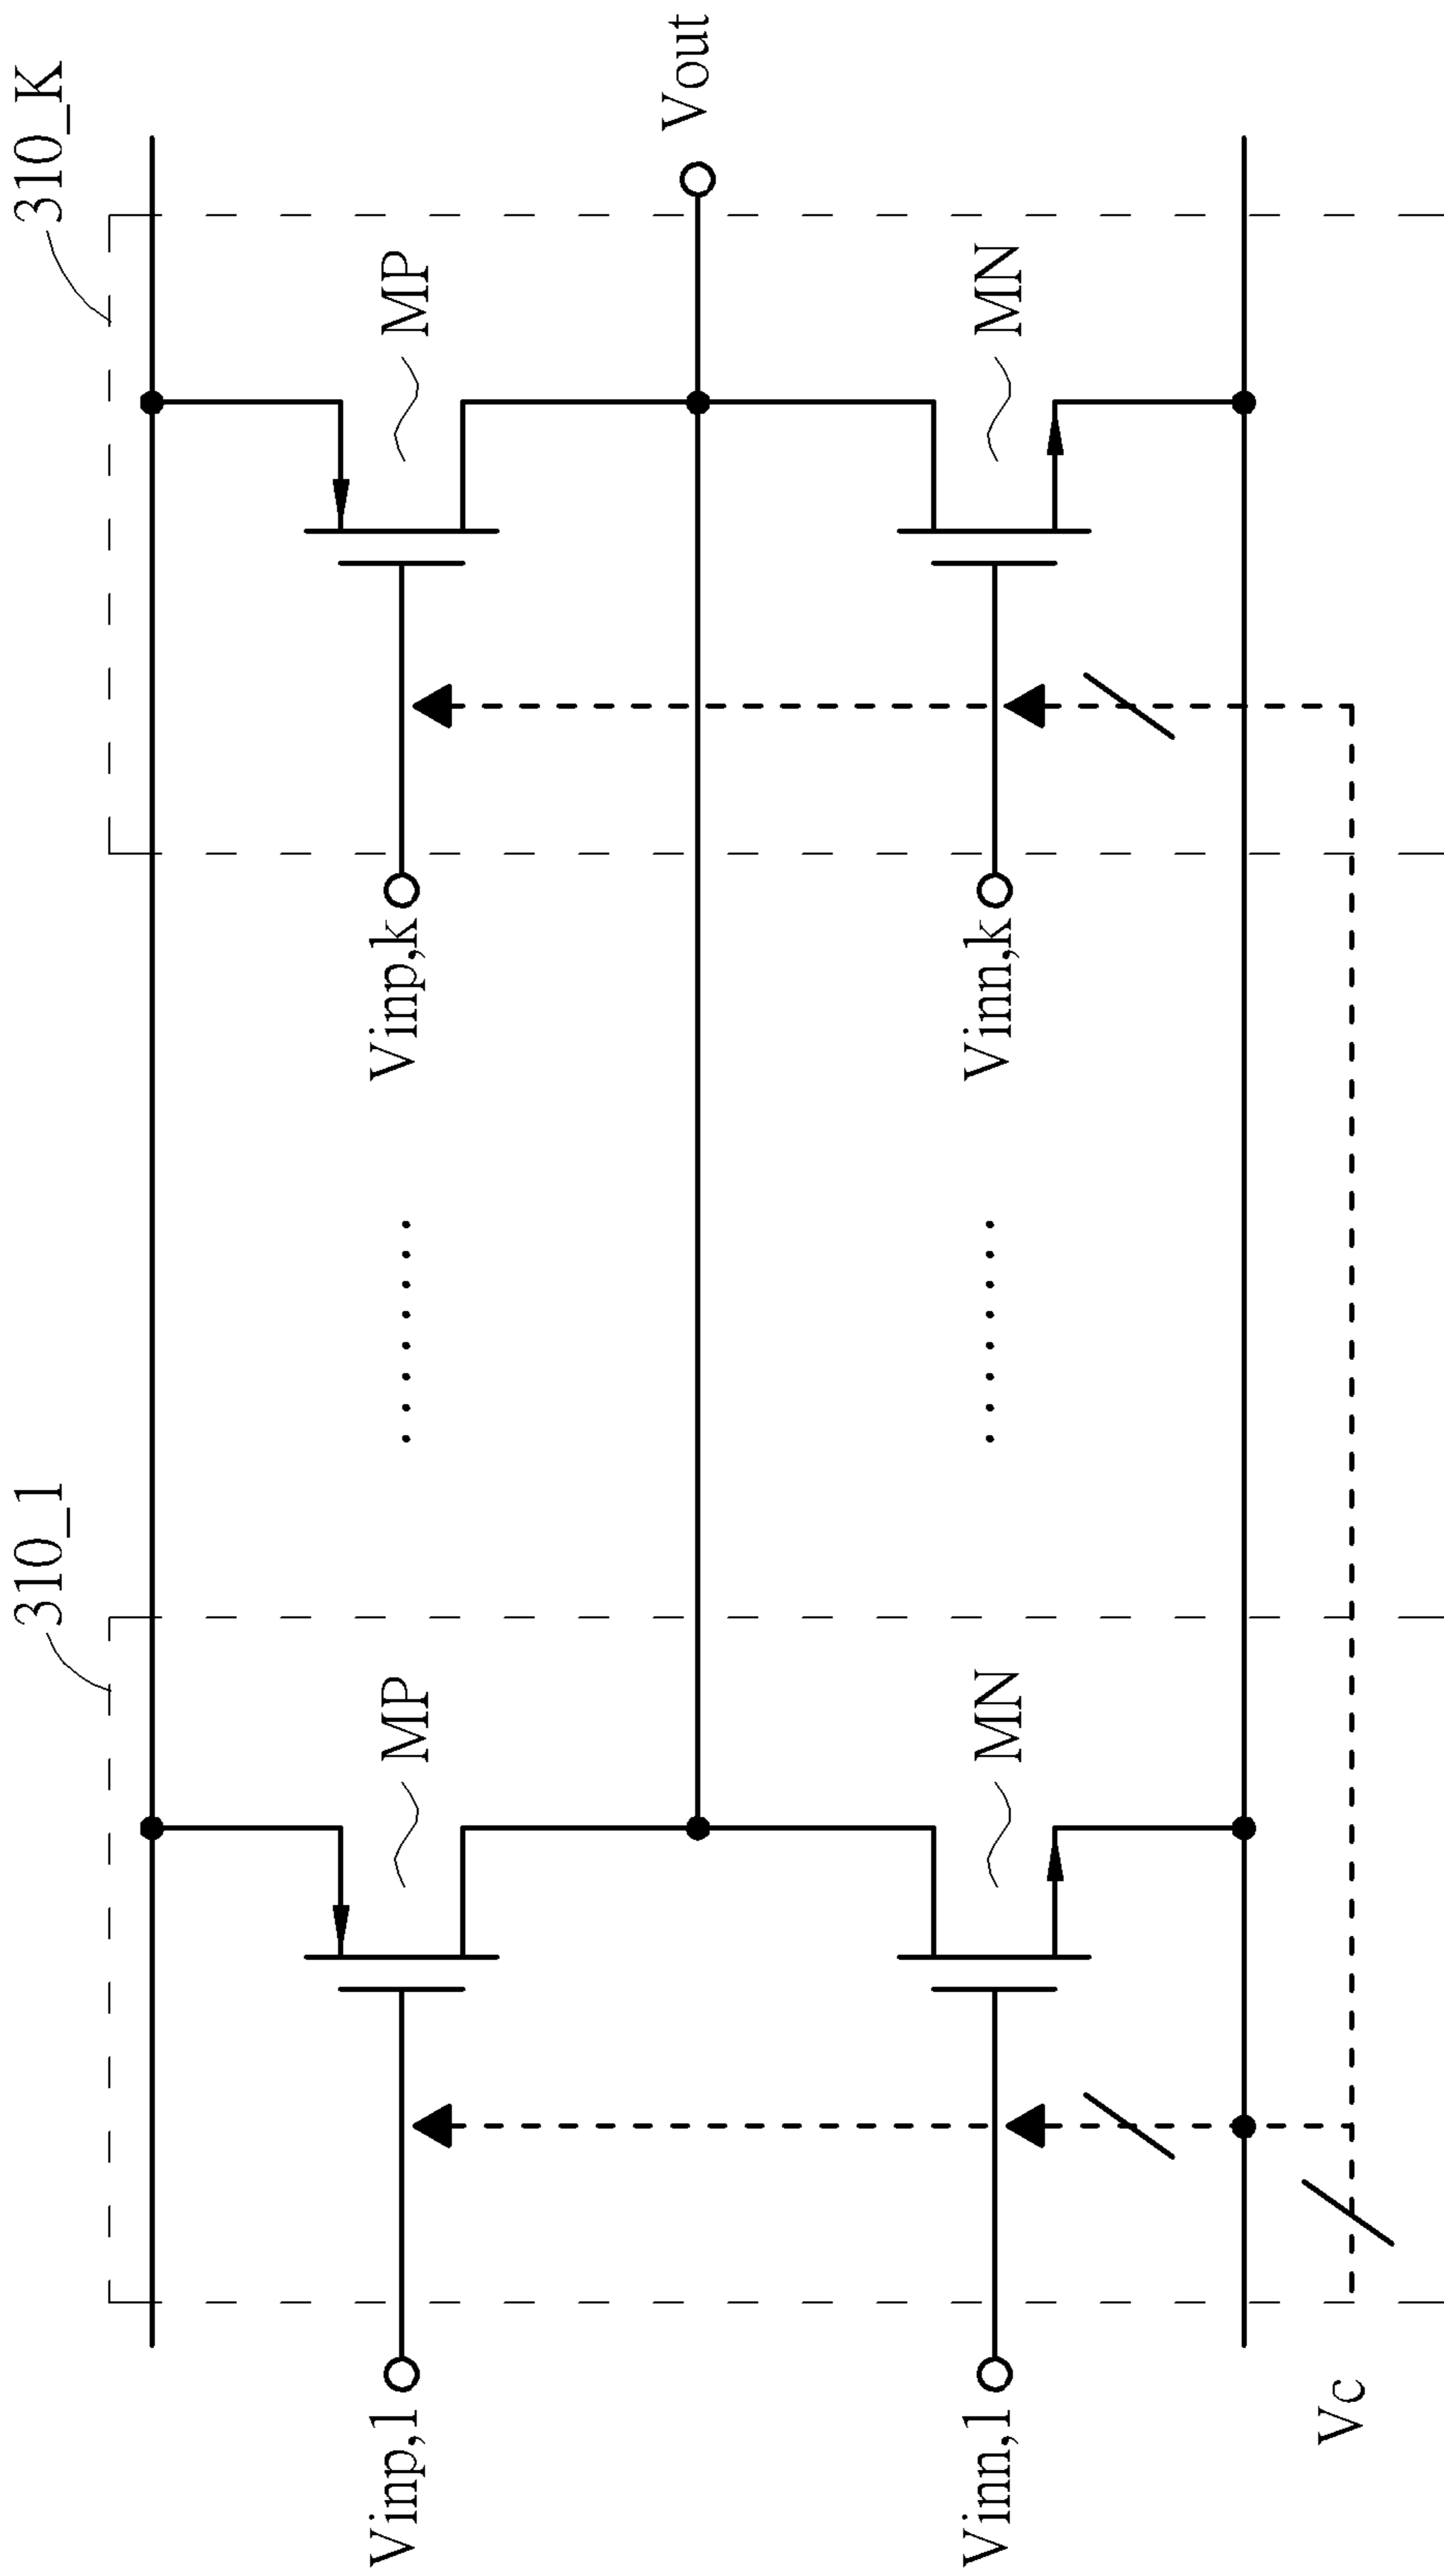 310_1
310_K
Vinp,1
MP
Vinp,k
MP
Vout
Vinn,1
MN
Vinn,k
MN
Vc